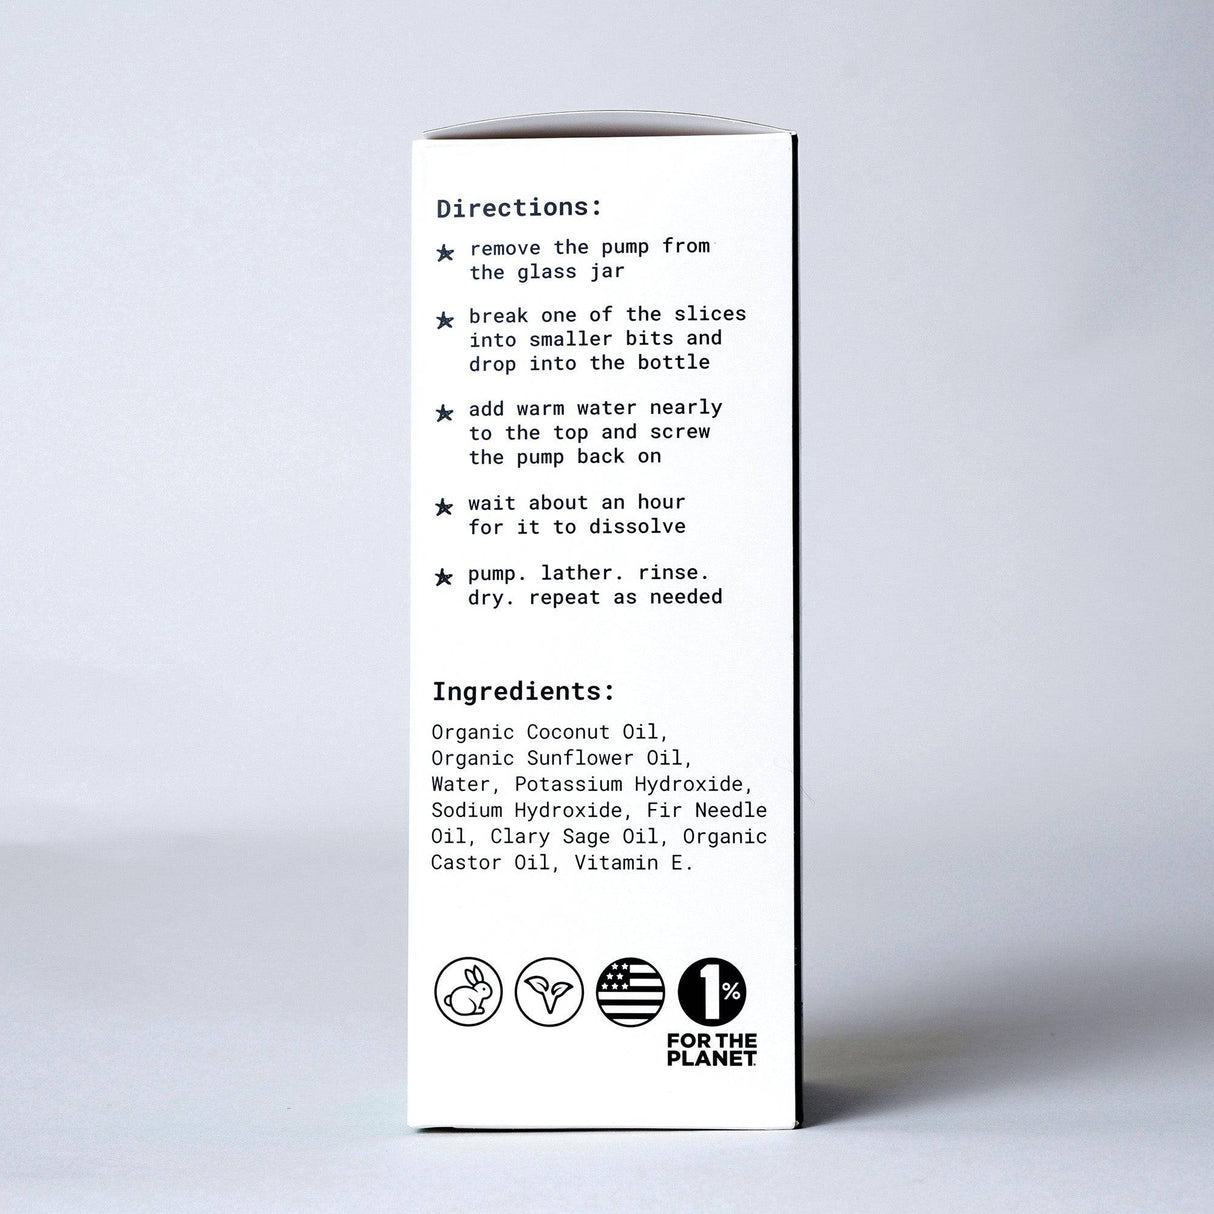 Directions:
remove the pump from
the glass jar
break one of the slices
into smaller bits and
drop into the bottle
add warm water nearly
to the top and screw
the pump back on
wait about an hour
for it to dissolve
pump. lather. rinse.
dry. repeat as needed
Ingredients:
Organic Coconut Oil,
Organic Sunflower Oil,
Water, Potassium Hydroxide,
Sodium Hydroxide, Fir Needle
Oil, Clary Sage Oil, Organic
Castor Oil, Vitamin E.
1%
FOR THE
PLANET.